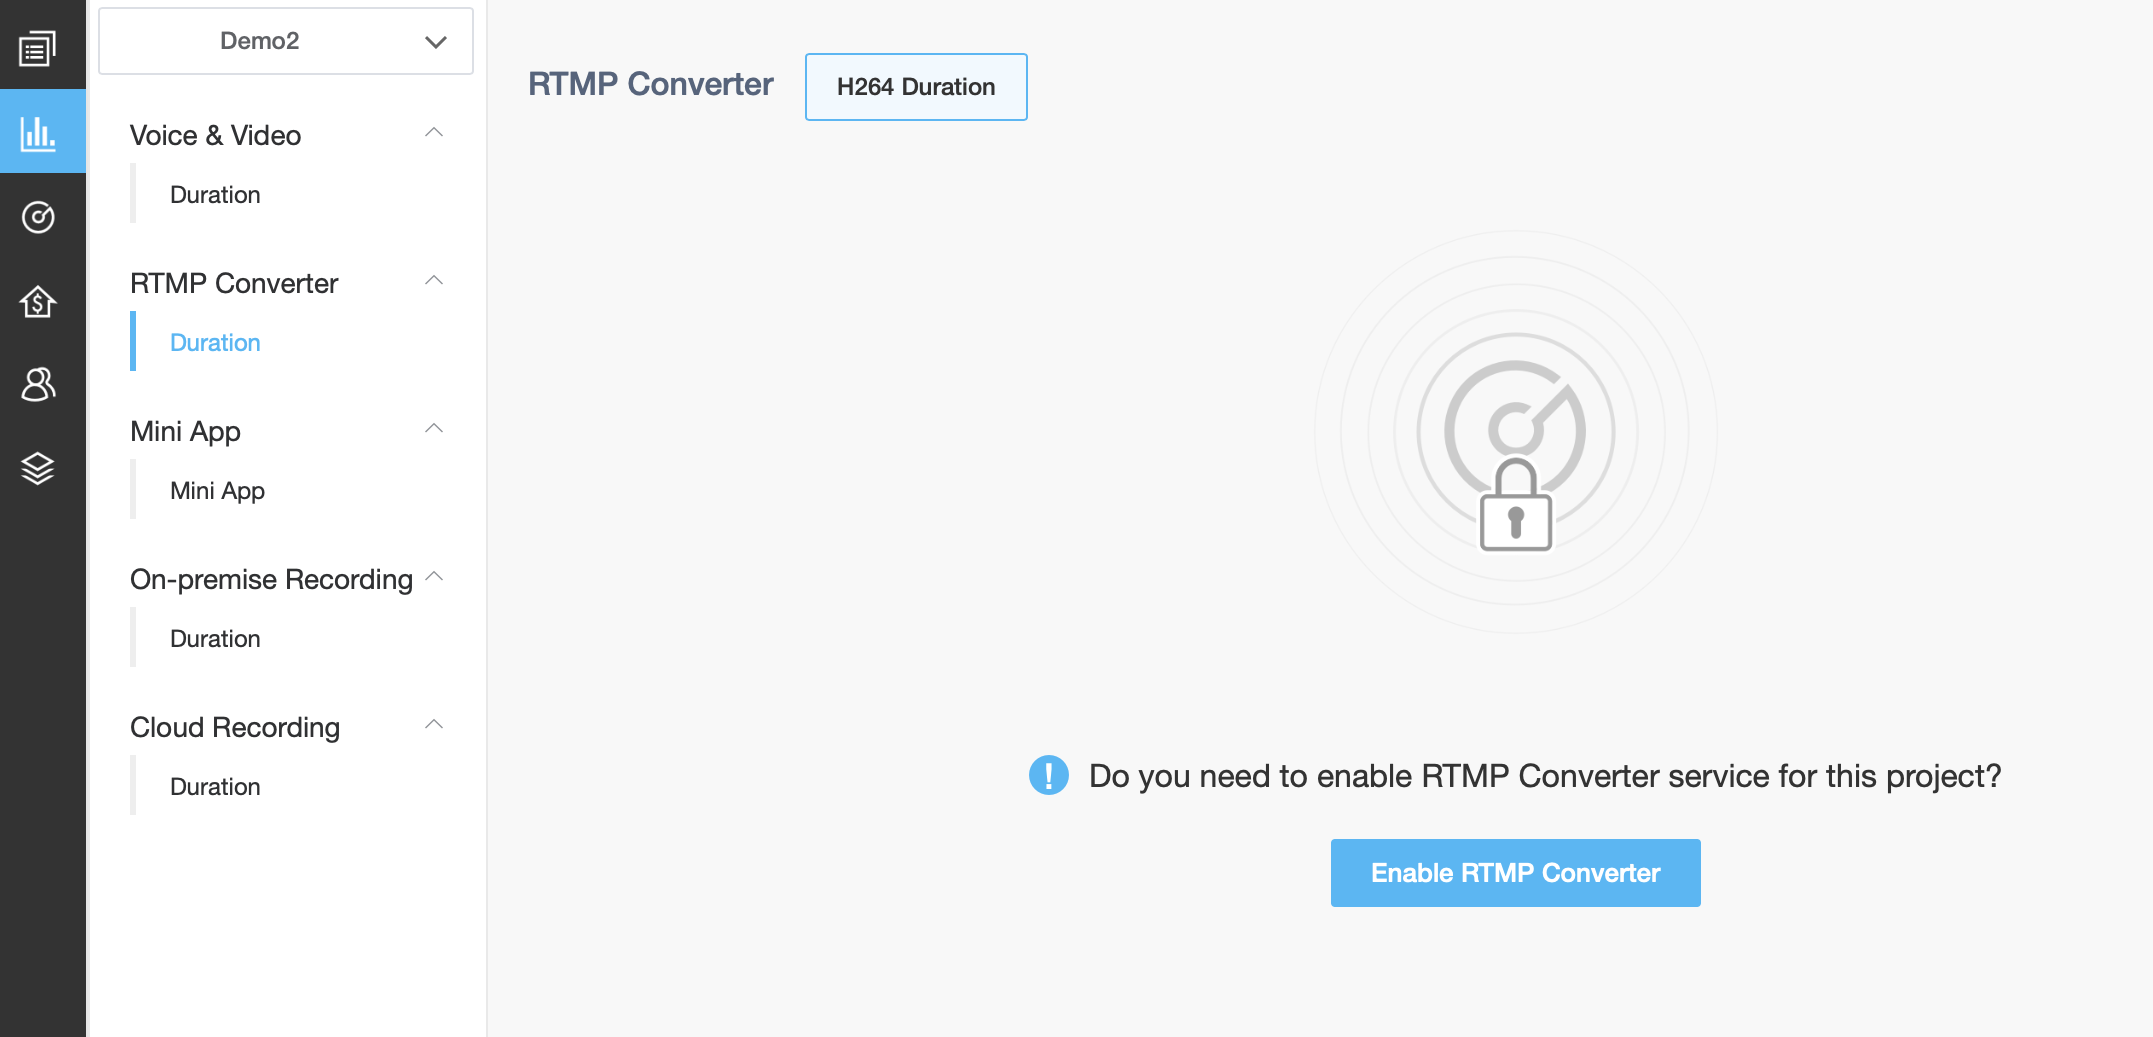 Demo2
Voice & Video
Duration
RTMP Converter
Duration
Mini App
Mini App
On-premise Recording
Duration
Cloud Recording
Duration
RTMP Converter
H264 Duration
Do you need to enable RTMP Converter service for this project?
Enable RTMP Converter